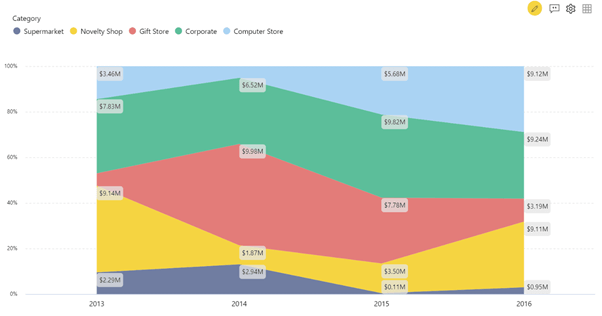 Category
Supermarket Novelty Shop Gift Store Corporate Computer Store
100% $3.46M $5.68M $9.12M
$6.52M
$7.83M
80%
$9.82M
$9.24M
60%
$9.98M
$9.14M
40%
$7.78M $3.19M
$9.11M
20%
$1.87M
$2.94M
$2.29M $3.50M
$0.11M $0.95M
0%
2013 2014 2015 2016